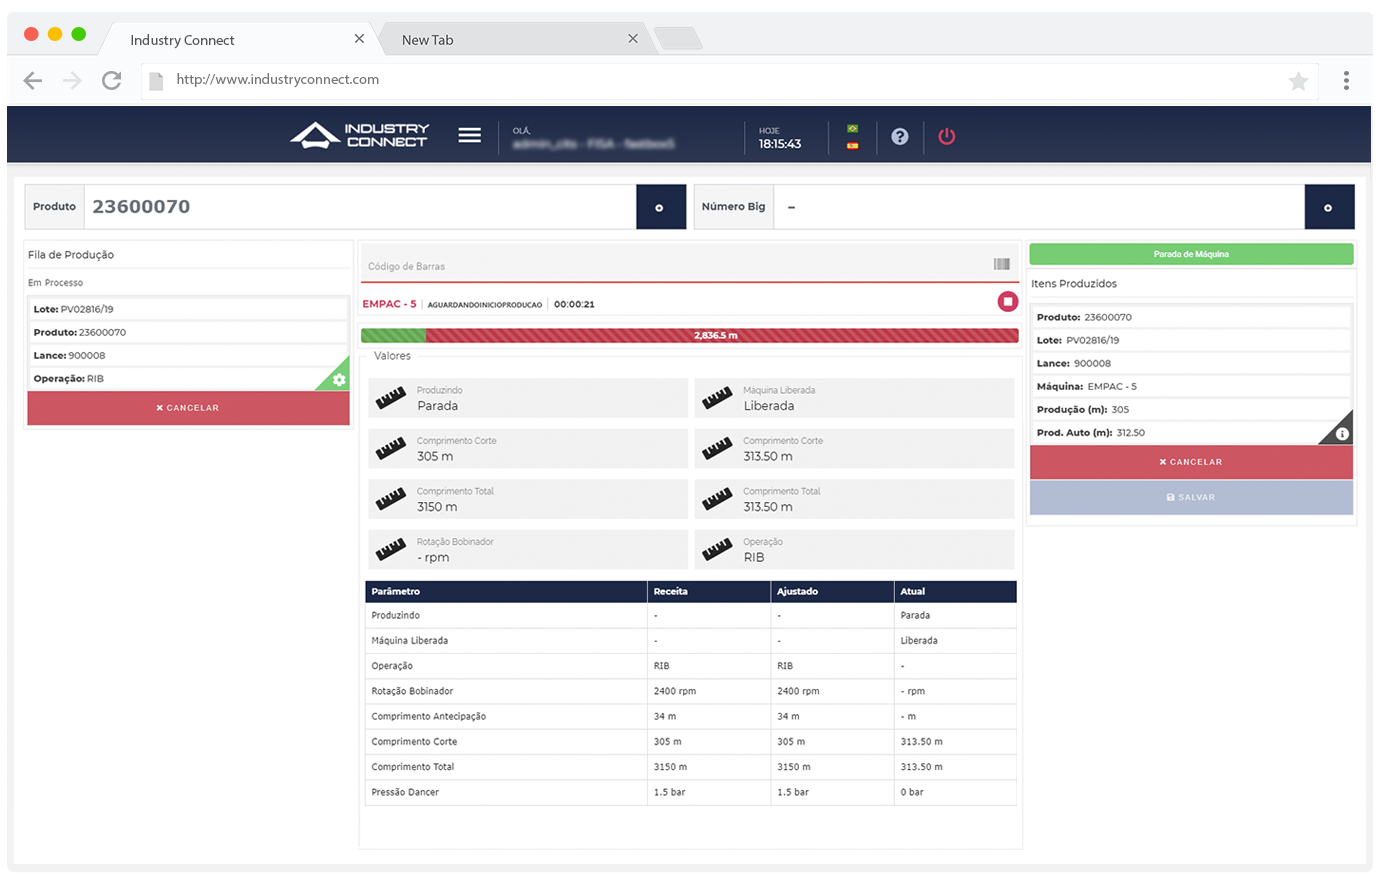 Industry Connect
New Tab
http://www.industryconnect.com
INDUSTRY CONNECT
OLÁ,
HOJE
18:15:43
Produto
23600070
Número Big
-
Fila de Produção
Em Processo
Lote: PV02816/19
Produto: 23600070
Lance: 900008
Operação: RIB
CANCELAR
Código de Barras
EMPAC - 5 | AGUARDANDOINICIOPRODUCAO | 00:00:21
2,836.5 m
Valores
Produzindo
Parada
Máquina Liberada
Liberada
Comprimento Corte
305 m
Comprimento Corte
313.50 m
Comprimento Total
3150 m
Comprimento Total
313.50 m
Rotação Bobinador
- rpm
Operação
RIB
Parâmetro Receita Ajustado Atual
Produzindo - - Parada
Máquina Liberada - - Liberada
Operação RIB RIB -
Rotação Bobinador 2400 rpm 2400 rpm - rpm
Comprimento Antecipação 34 m 34 m - m
Comprimento Corte 305 m 305 m 313.50 m
Comprimento Total 3150 m 3150 m 313.50 m
Pressão Dancer 1.5 bar 1.5 bar 0 bar
Parada de Máquina
Itens Produzidos
Produto: 23600070
Lote: PV02816/19
Lance: 900008
Máquina: EMPAC - 5
Produção (m): 305
Prod. Auto (m): 312.50
CANCELAR
SALVAR